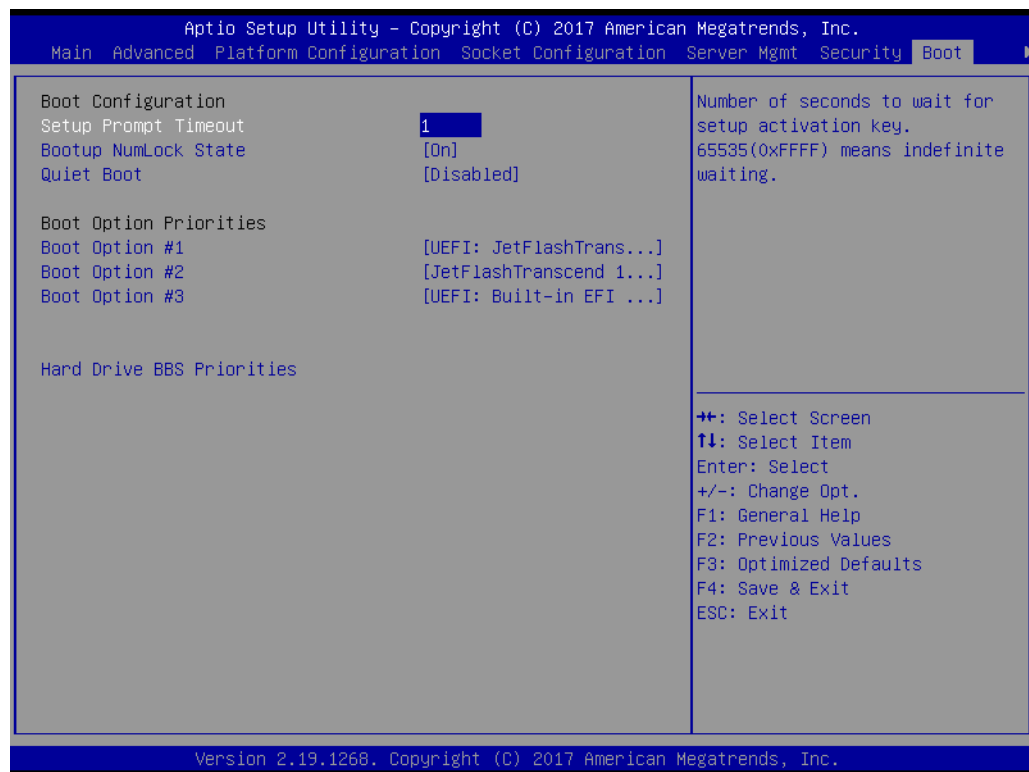 Aptio Setup Utility – Copyright (C) 2017 American Megatrends, Inc.
Main Advanced Platform Configuration Socket Configuration Server Mgmt Security Boot
Boot Configuration
Setup Prompt Timeout 1
Bootup NumLock State [On]
Quiet Boot [Disabled]
Boot Option Priorities
Boot Option #1 [UEFI: JetFlashTrans...]
Boot Option #2 [JetFlashTranscend 1...]
Boot Option #3 [UEFI: Built-in EFI ...]
Hard Drive BBS Priorities
Number of seconds to wait for
setup activation key.
65535(0xFFFF) means indefinite
waiting.
→←: Select Screen
↑↓: Select Item
Enter: Select
+/-: Change Opt.
F1: General Help
F2: Previous Values
F3: Optimized Defaults
F4: Save & Exit
ESC: Exit
Version 2.19.1268. Copyright (C) 2017 American Megatrends, Inc.